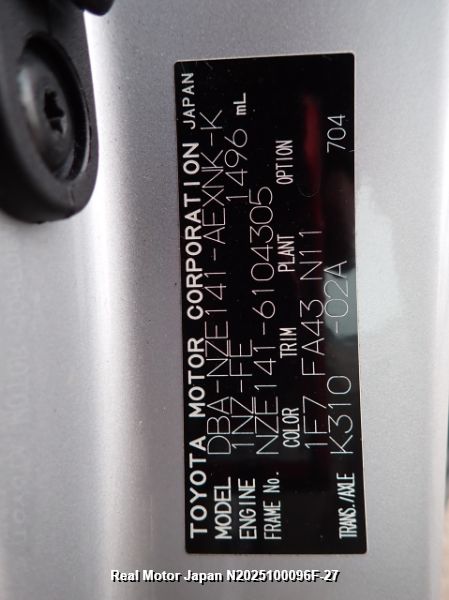 TOYOTA MOTOR CORPORATION JAPAN
MODEL DBA-NZE141-AEXNK-K
ENGINE 1NZ-FE 1496 mL
FRAME No. NZE141-6104305
COLOR TRIM PLANT OPTION
1F7 FA43 N11 704
TRANS./AXLE K310 -02A
Real Motor Japan N2025100096F-27